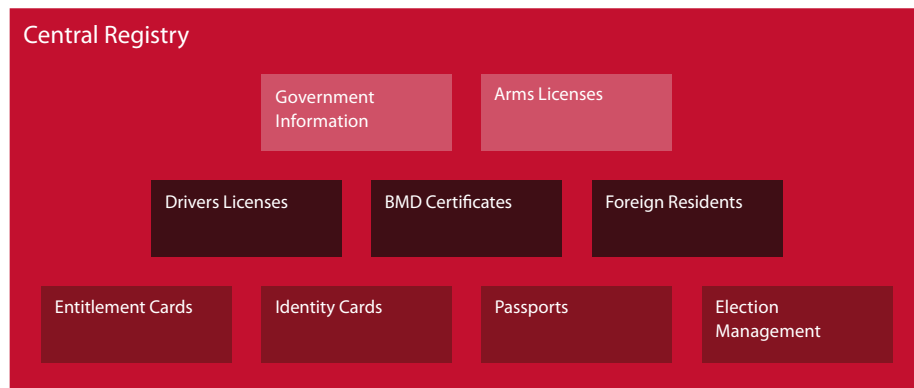 Central Registry
Government
Information
Arms Licenses
Drivers Licenses
BMD Certificates
Foreign Residents
Entitlement Cards
Identity Cards
Passports
Election
Management